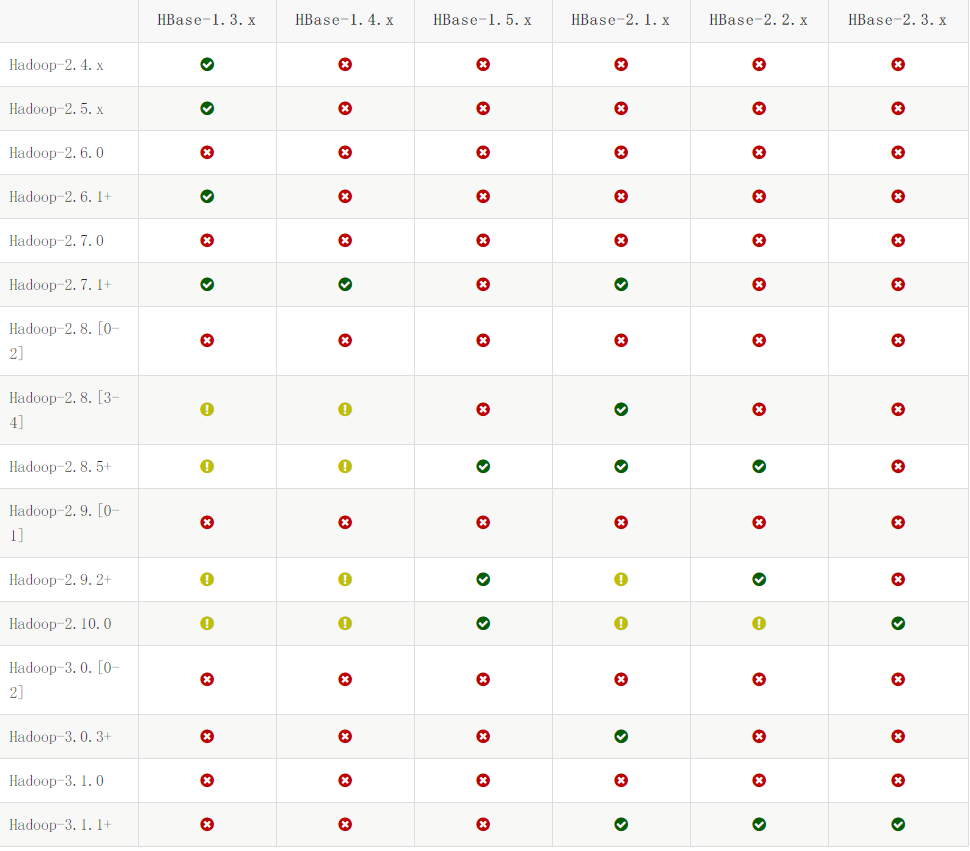 HBase-1.3.x HBase-1.4.x HBase-1.5.x HBase-2.1.x HBase-2.2.x HBase-2.3.x
Hadoop-2.4.x
Hadoop-2.5.x
Hadoop-2.6.0
Hadoop-2.6.1+
Hadoop-2.7.0
Hadoop-2.7.1+
Hadoop-2.8.[0-
2]
Hadoop-2.8.[3-
4]
Hadoop-2.8.5+
Hadoop-2.9.[0-
1]
Hadoop-2.9.2+
Hadoop-2.10.0
Hadoop-3.0.[0-
2]
Hadoop-3.0.3+
Hadoop-3.1.0
Hadoop-3.1.1+